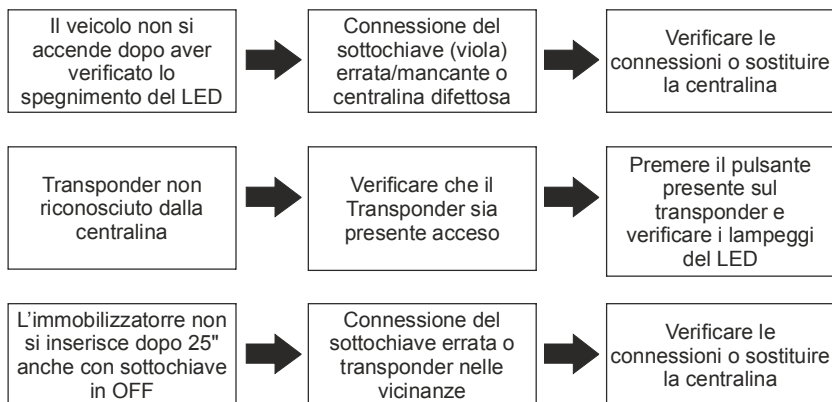 Il veicolo non si
accende dopo aver
verificato lo
spegnimento del LED
Connessione del
sottochiave (viola)
errata/mancante o
centralina difettosa
Verificare le
connessioni o sostituire
la centralina
Transponder non
riconosciuto dalla
centralina
Verificare che il
Transponder sia
presente acceso
Premere il pulsante
presente sul
transponder e
verificare i lampeggi
del LED
L'immobilizzatorre non
si inserisce dopo 25"
anche con sottochiave
in OFF
Connessione del
sottochiave errata o
transponder nelle
vicinanze
Verificare le
connessioni o sostituire
la centralina